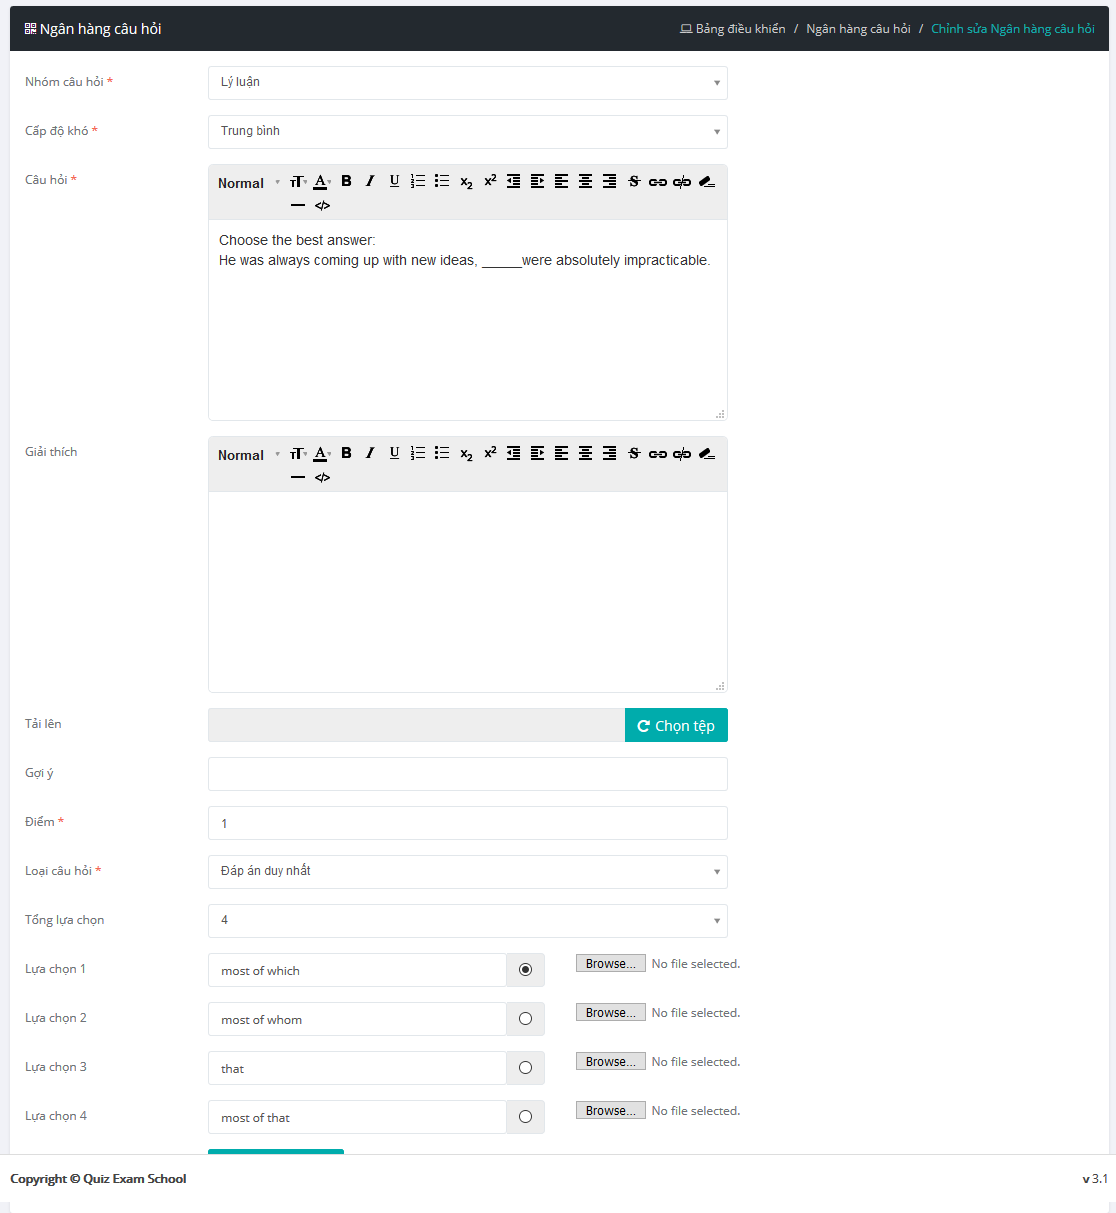 Ngân hàng câu hỏi
Bảng điều khiển / Ngân hàng câu hỏi / Chỉnh sửa Ngân hàng câu hỏi
Nhóm câu hỏi * Lý luận
Cấp độ khó * Trung bình
Câu hỏi * Normal
Choose the best answer:
He was always coming up with new ideas, _____were absolutely impracticable.
Giải thích Normal
Tải lên Chọn tệp
Gợi ý
Điểm * 1
Loại câu hỏi * Đáp án duy nhất
Tổng lựa chọn 4
Lựa chọn 1 most of which Browse... No file selected.
Lựa chọn 2 most of whom Browse... No file selected.
Lựa chọn 3 that Browse... No file selected.
Lựa chọn 4 most of that Browse... No file selected.
Copyright © Quiz Exam School v 3.1